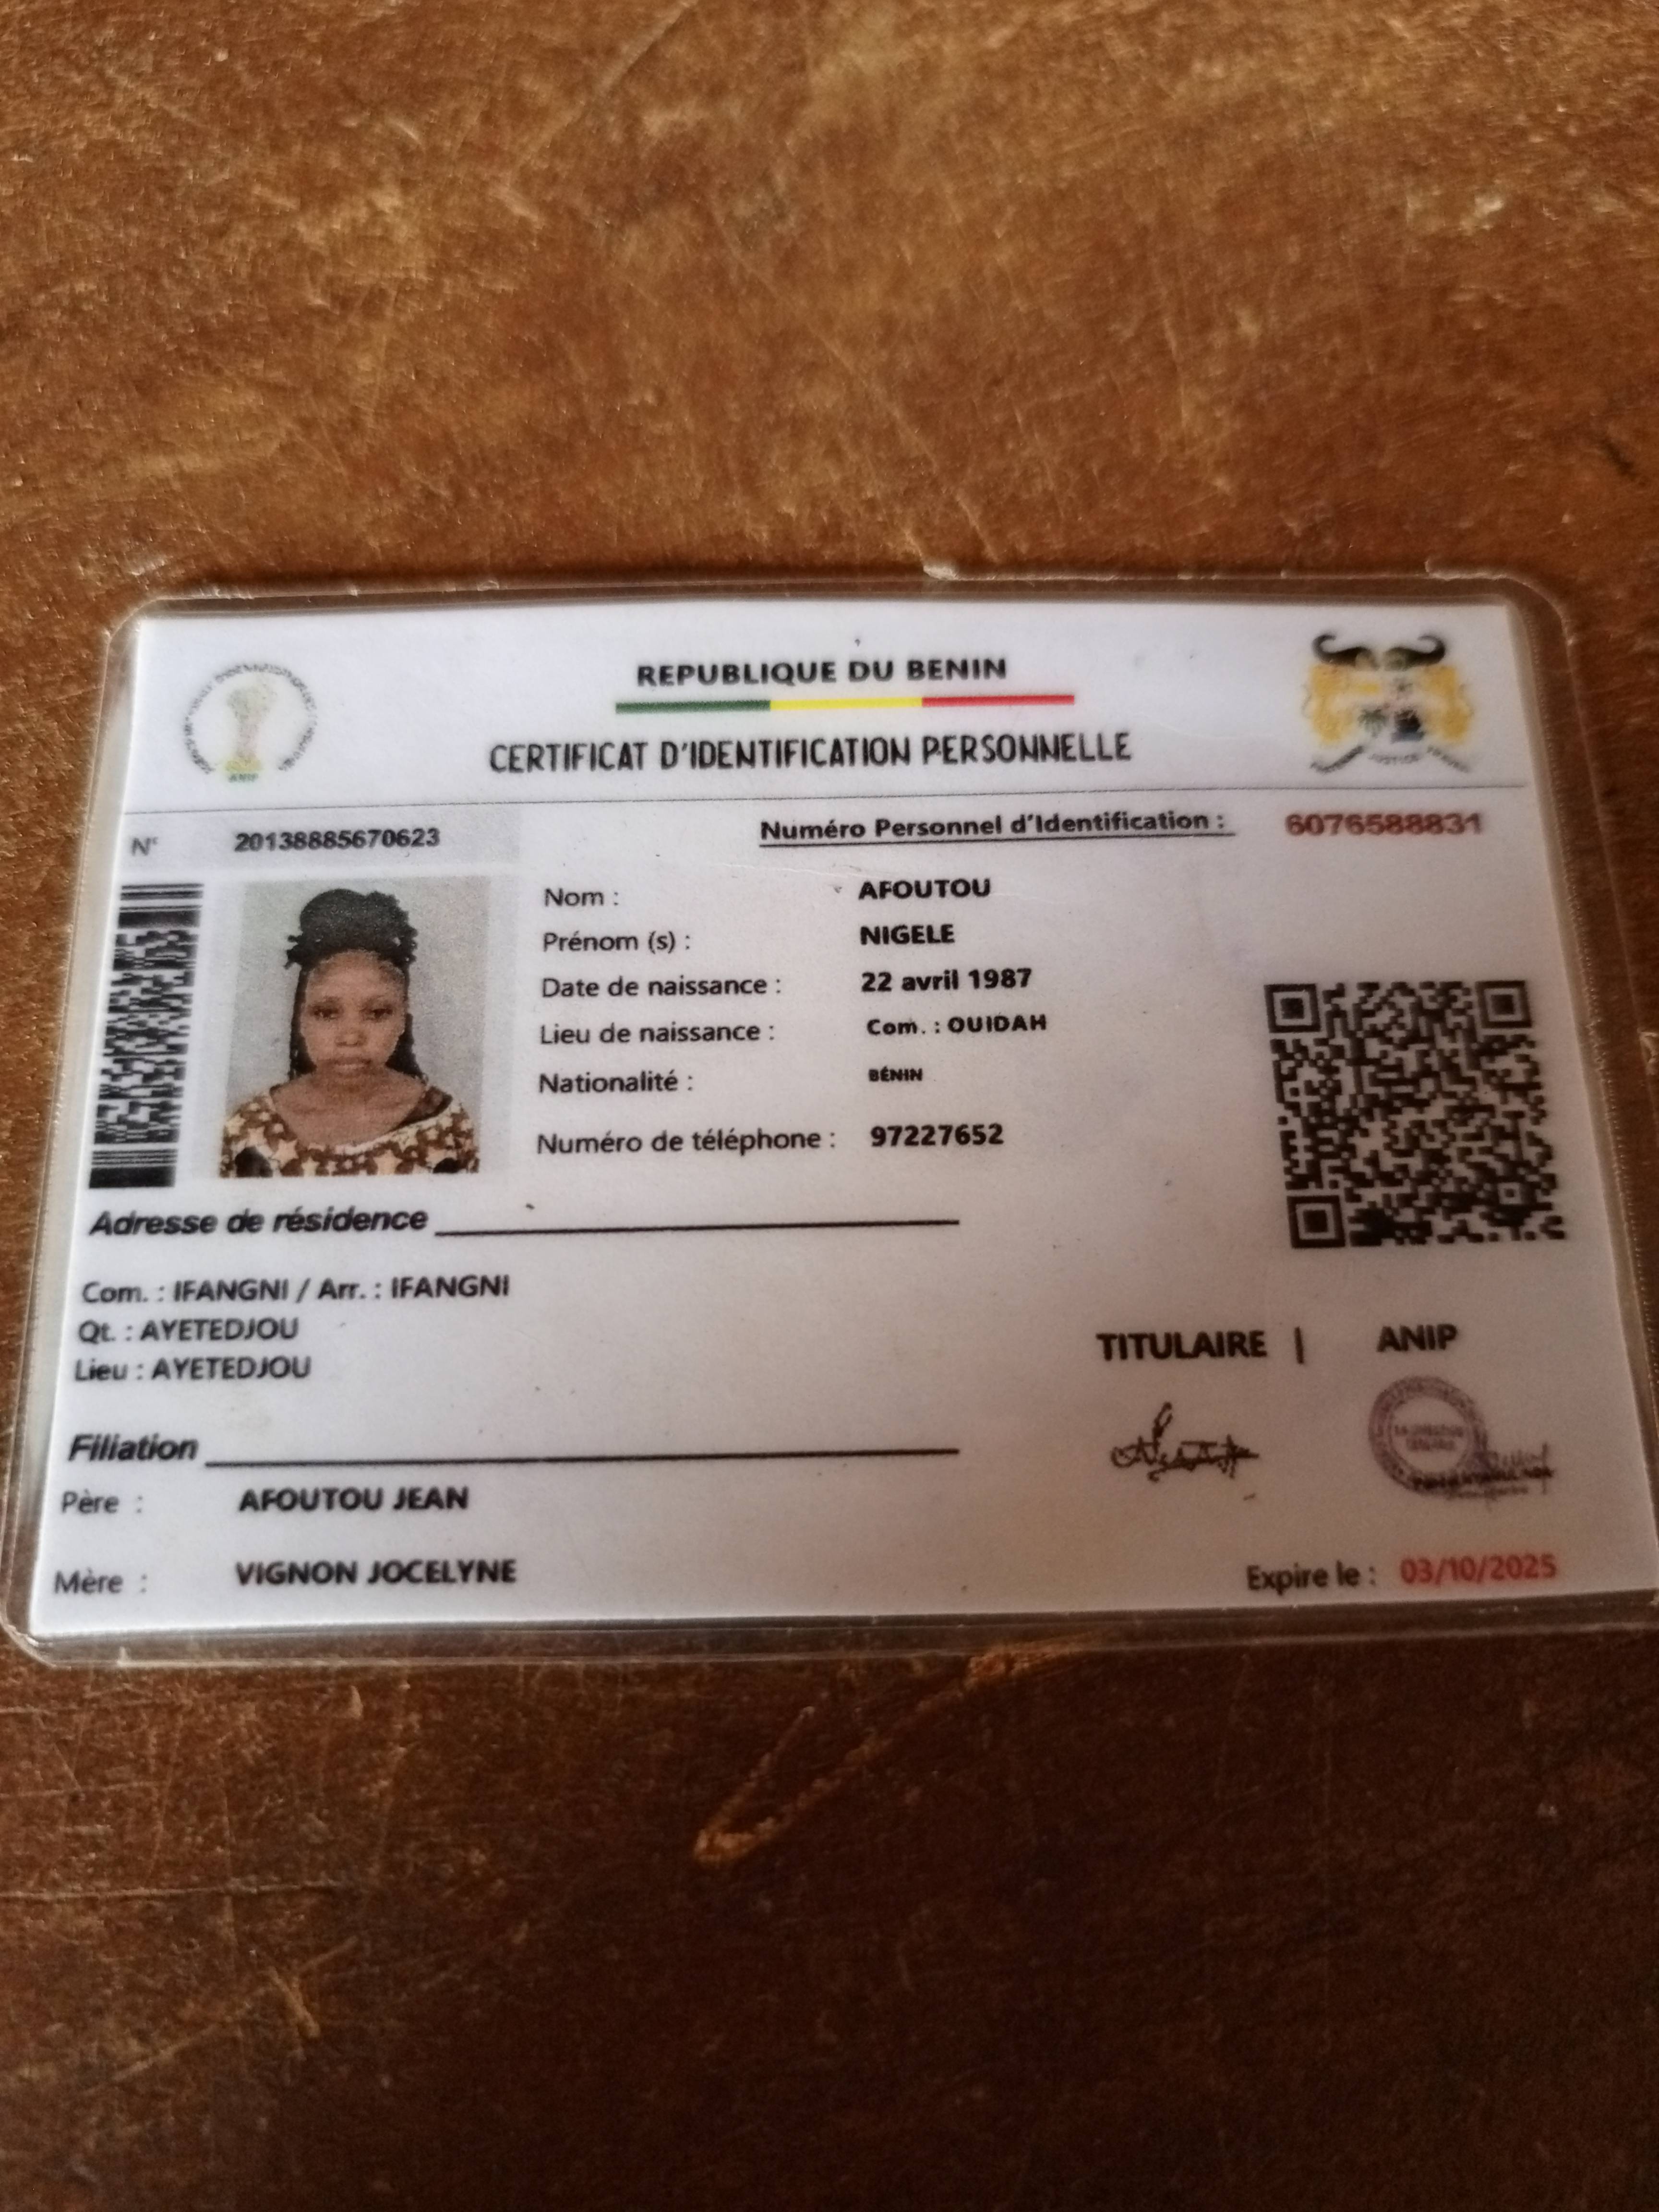 REPUBLIQUE DU BENIN
CERTIFICAT D'IDENTIFICATION PERSONNELLE
ANIP
N° 20138885670623
Numéro Personnel d'Identification : 6076588831
Nom : AFOUTOU
Prénom (s) : NIGELE
Date de naissance : 22 avril 1987
Lieu de naissance : Com. : OUIDAH
Nationalité : BÉNIN
Numéro de téléphone : 97227652
Adresse de résidence
Com. : IFANGNI / Arr. : IFANGNI
Qt. : AYETEDJOU
Lieu : AYETEDJOU
TITULAIRE | ANIP
Filiation
Père : AFOUTOU JEAN
Mère : VIGNON JOCELYNE
Expire le : 03/10/2025